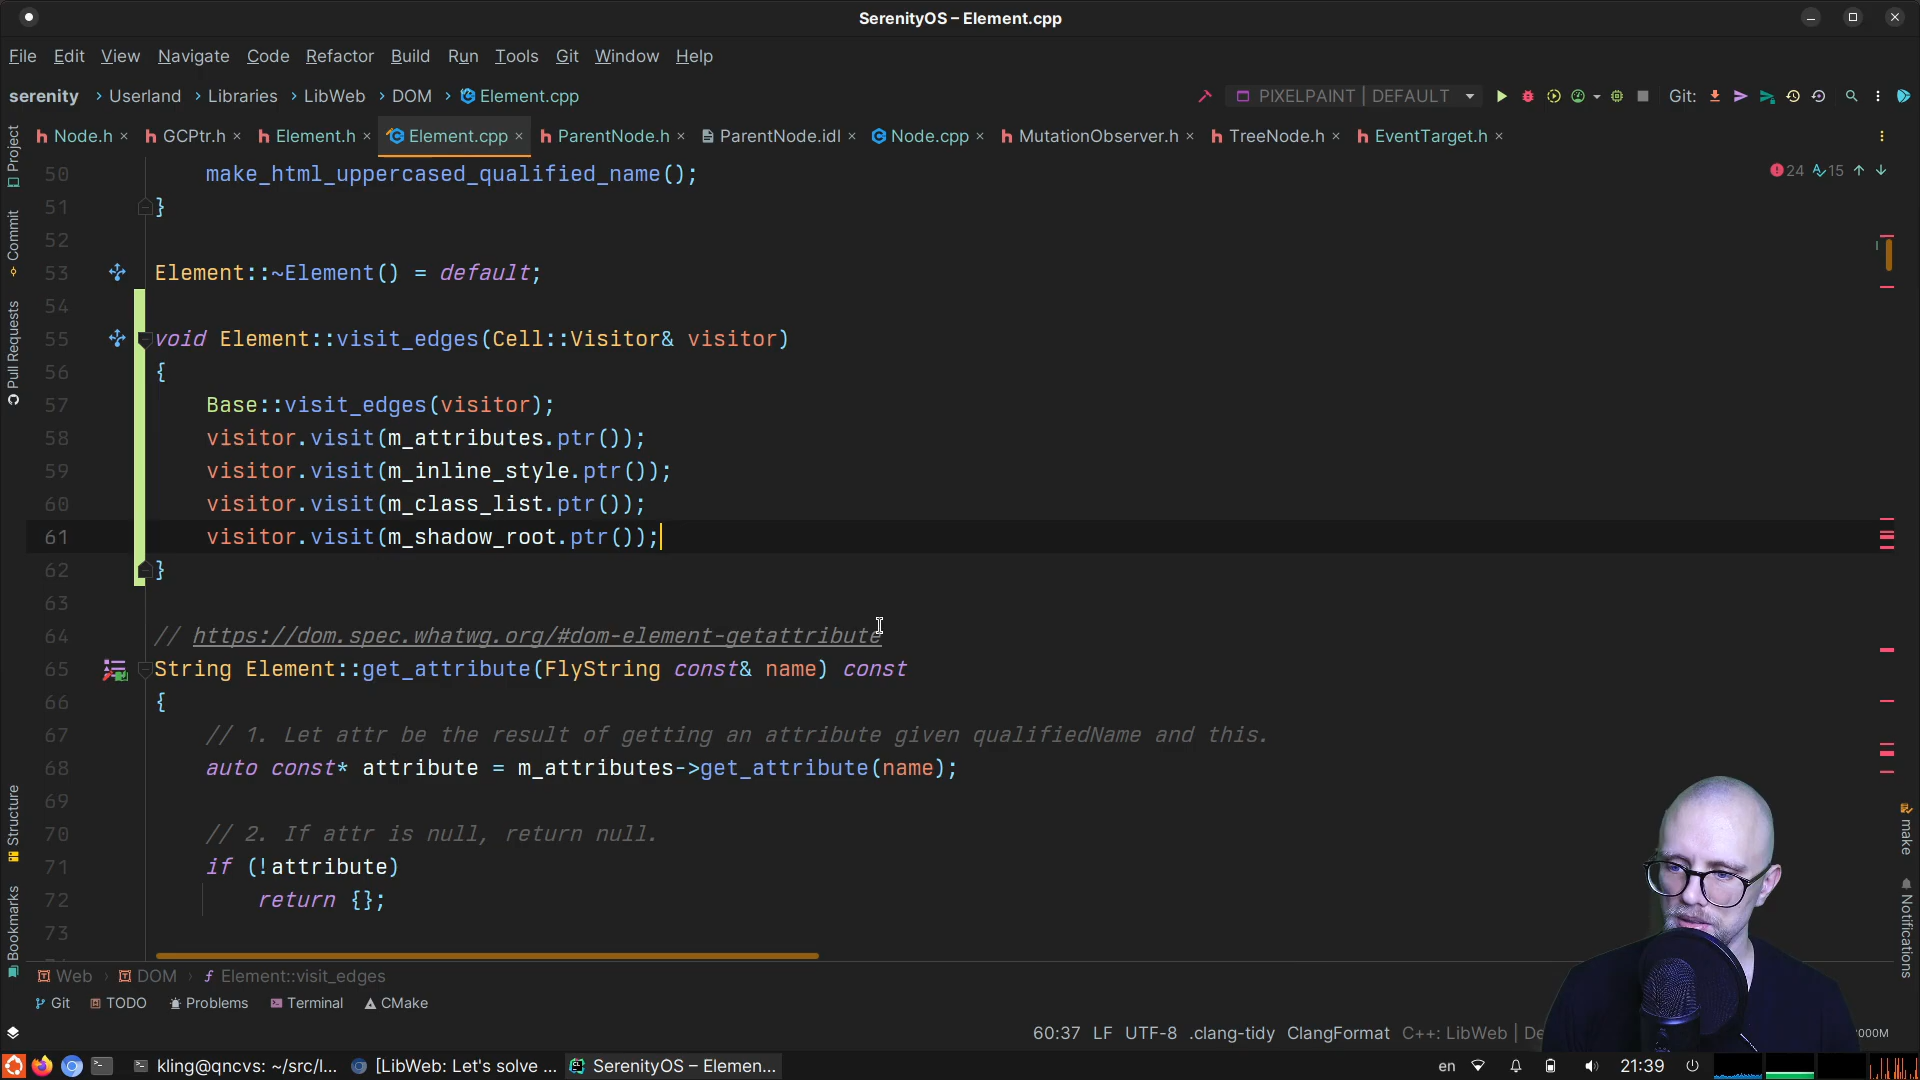 SerenityOS – Element.cpp
File Edit View Navigate Code Refactor Build Run Tools Git Window Help
serenity › Userland › Libraries › LibWeb › DOM › Element.cpp PIXELPAINT | DEFAULT Git:
Node.h × GCPtr.h × Element.h × Element.cpp × ParentNode.h × ParentNode.idl × Node.cpp × MutationObserver.h × TreeNode.h × EventTarget.h ×
Project
Commit
Pull Requests
Structure
Bookmarks
24 15
50 make_html_uppercased_qualified_name();
51 }
52
53 Element::~Element() = default;
54
55 void Element::visit_edges(Cell::Visitor& visitor)
56 {
57 Base::visit_edges(visitor);
58 visitor.visit(m_attributes.ptr());
59 visitor.visit(m_inline_style.ptr());
60 visitor.visit(m_class_list.ptr());
61 visitor.visit(m_shadow_root.ptr());
62 }
63
64 // https://dom.spec.whatwg.org/#dom-element-getattribute
65 String Element::get_attribute(FlyString const& name) const
66 {
67 // 1. Let attr be the result of getting an attribute given qualifiedName and this.
68 auto const* attribute = m_attributes->get_attribute(name);
69
70 // 2. If attr is null, return null.
71 if (!attribute)
72 return {};
73
make
Notifications
Web › DOM › f Element::visit_edges
Git TODO Problems Terminal CMake
60:37 LF UTF-8 .clang-tidy ClangFormat C++: LibWeb | De
kling@qncvs: ~/src/l... [LibWeb: Let's solve ... SerenityOS – Elemen... en 21:39